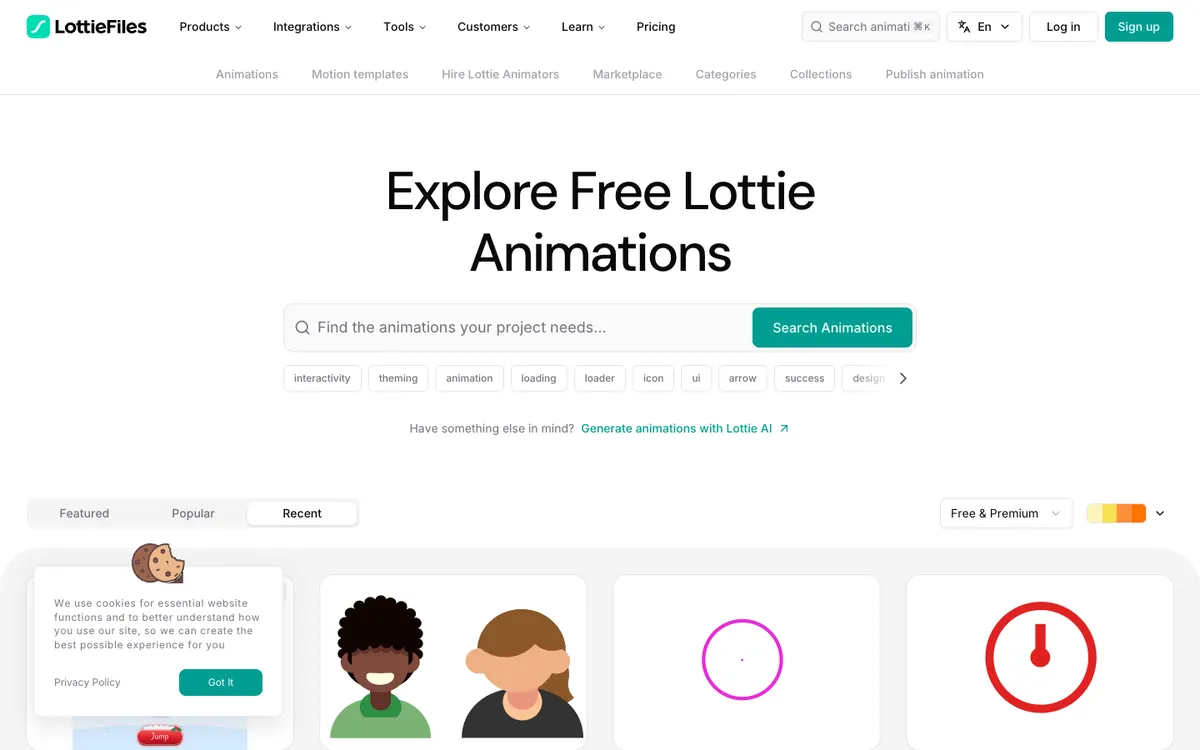 LottieFiles
Products
Integrations
Tools
Customers
Learn
Pricing
Search animati ⌘K
En
Log in
Sign up
Animations
Motion templates
Hire Lottie Animators
Marketplace
Categories
Collections
Publish animation
Explore Free Lottie
Animations
Find the animations your project needs...
Search Animations
interactivity
theming
animation
loading
loader
icon
ui
arrow
success
design
Have something else in mind? Generate animations with Lottie AI
Featured
Popular
Recent
Free & Premium
We use cookies for essential website
functions and to better understand how
you use our site, so we can create the
best possible experience for you
Privacy Policy
Got It
Jump